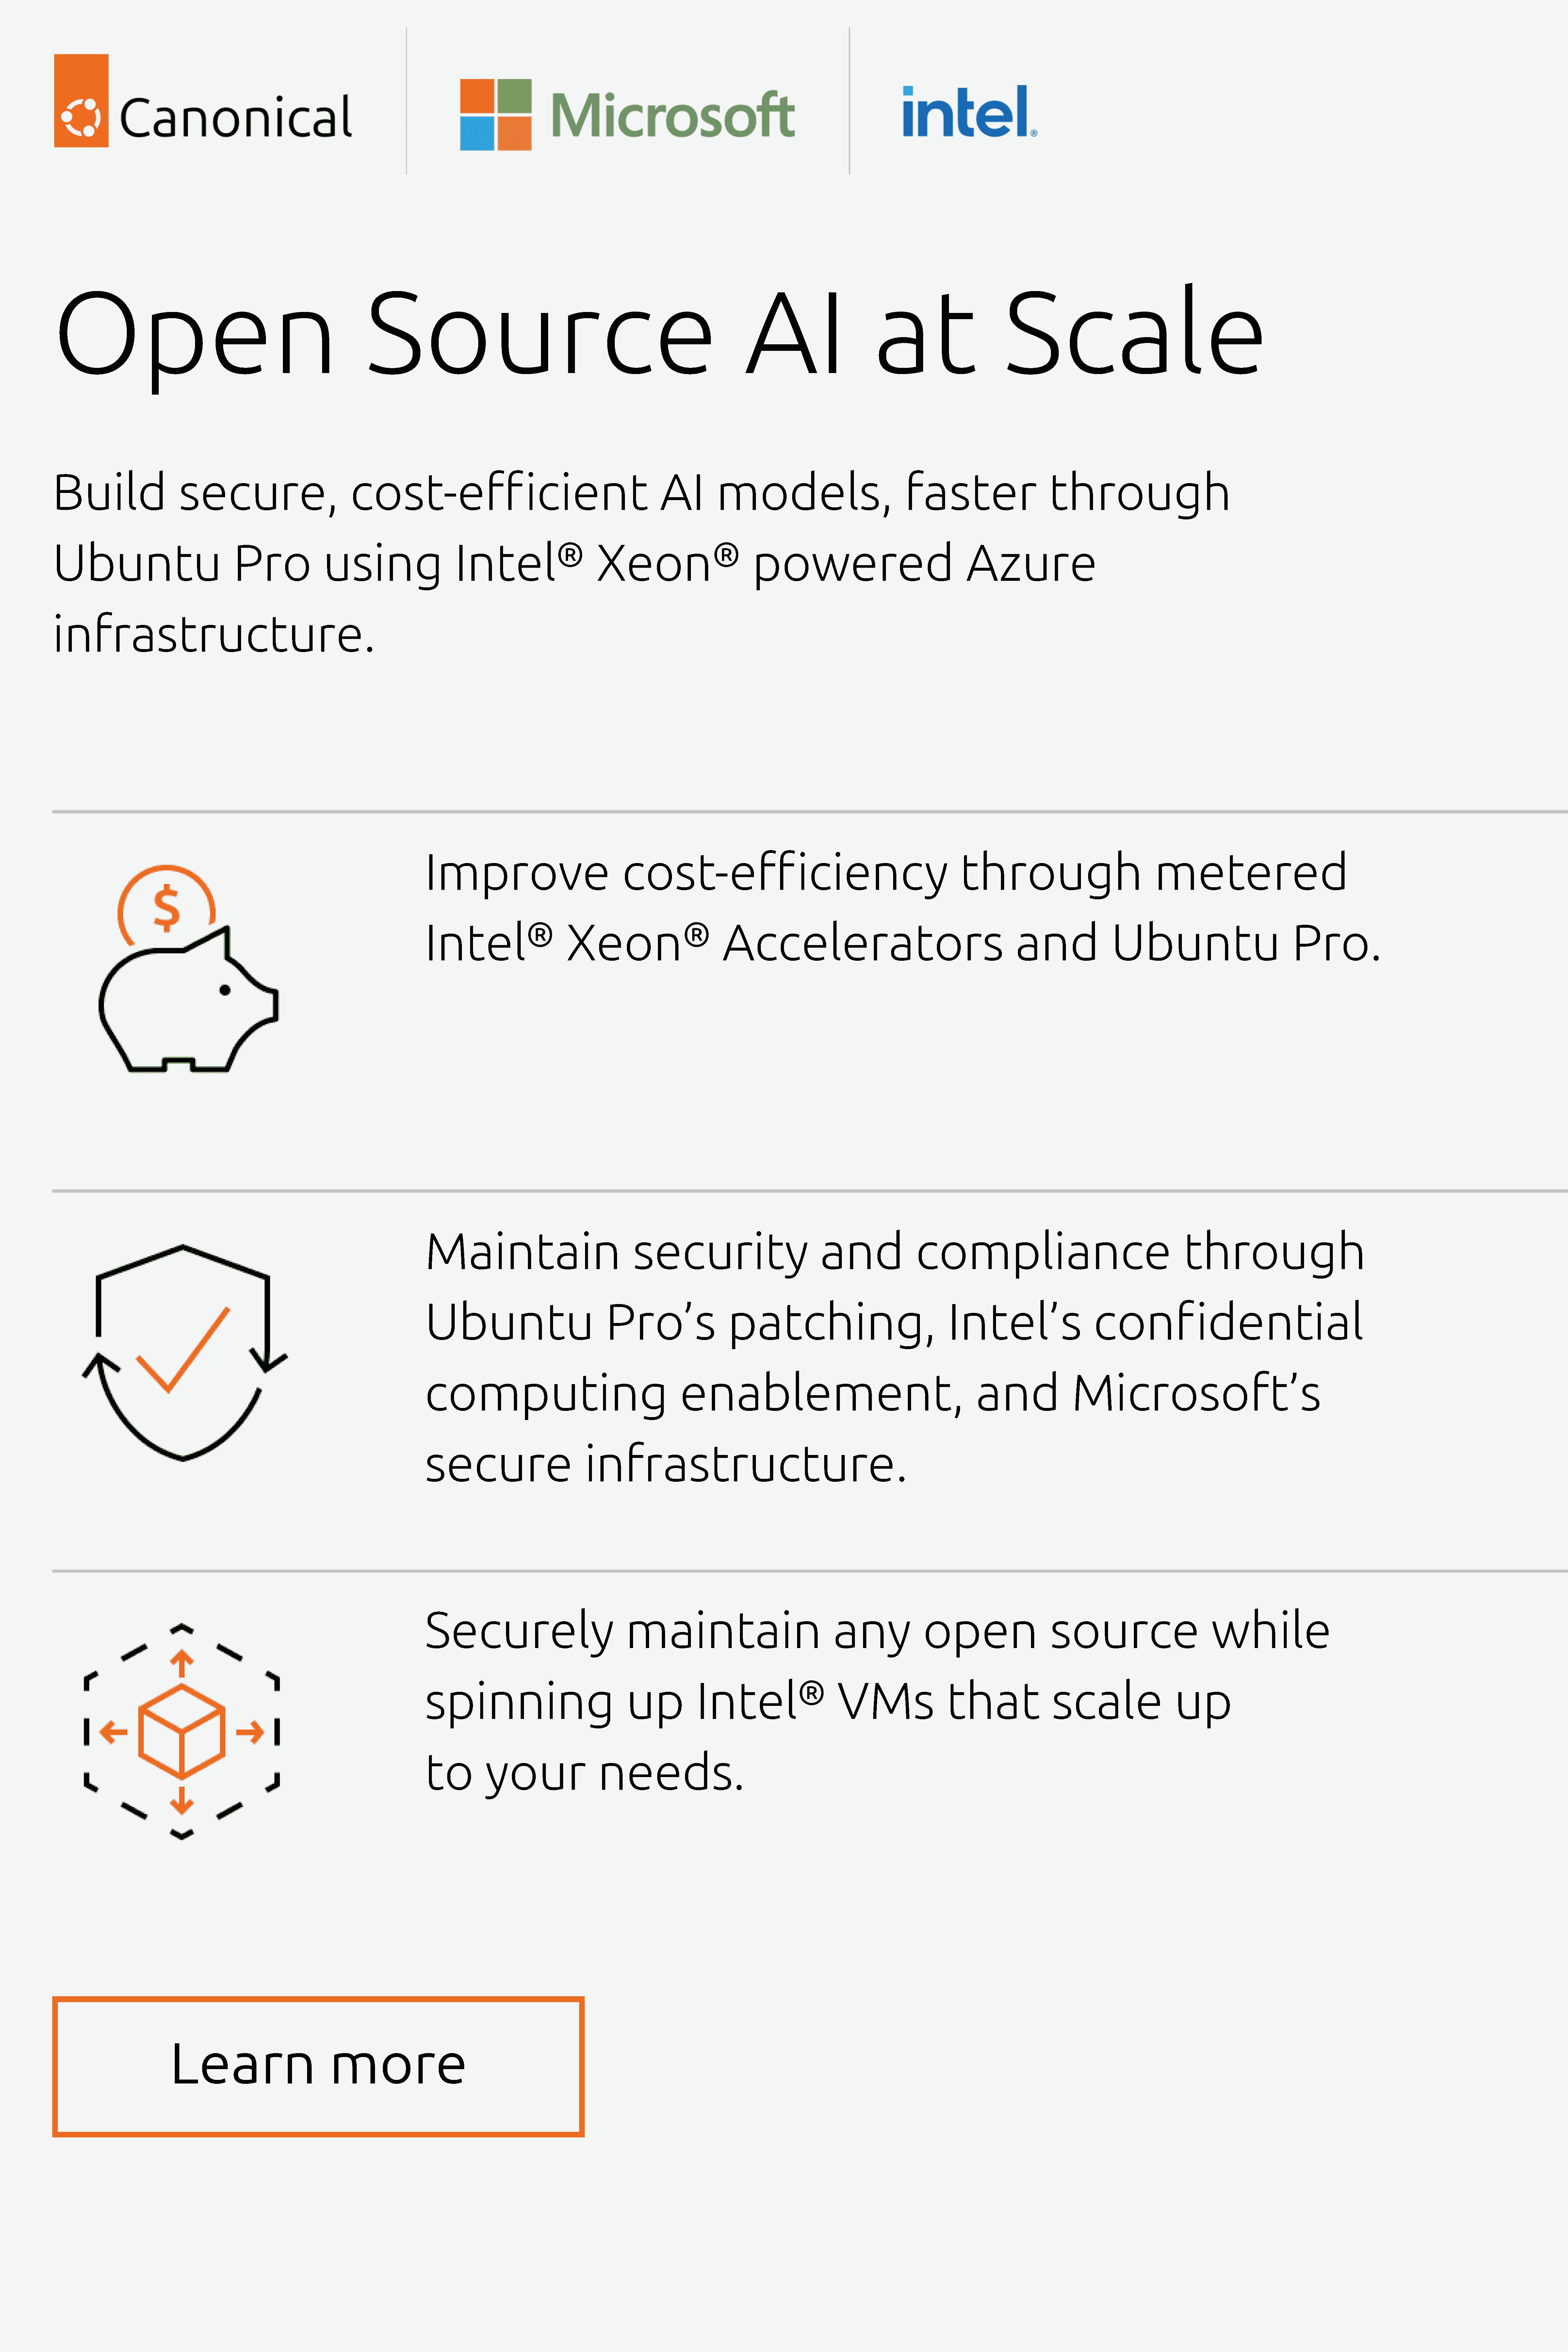 Canonical
Microsoft
intel®
Open Source AI at Scale
Build secure, cost-efficient AI models, faster through
Ubuntu Pro using Intel® Xeon® powered Azure
infrastructure.
$
Improve cost-efficiency through metered
Intel® Xeon® Accelerators and Ubuntu Pro.
Maintain security and compliance through
Ubuntu Pro’s patching, Intel’s confidential
computing enablement, and Microsoft’s
secure infrastructure.
Securely maintain any open source while
spinning up Intel® VMs that scale up
to your needs.
Learn more